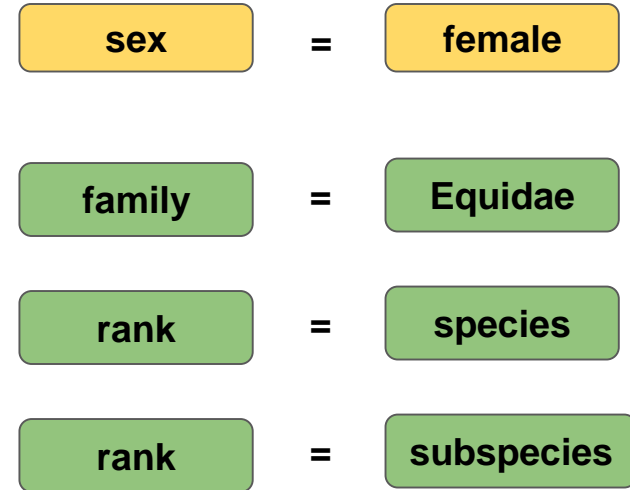 sex = female
family = Equidae
rank = species
rank = subspecies